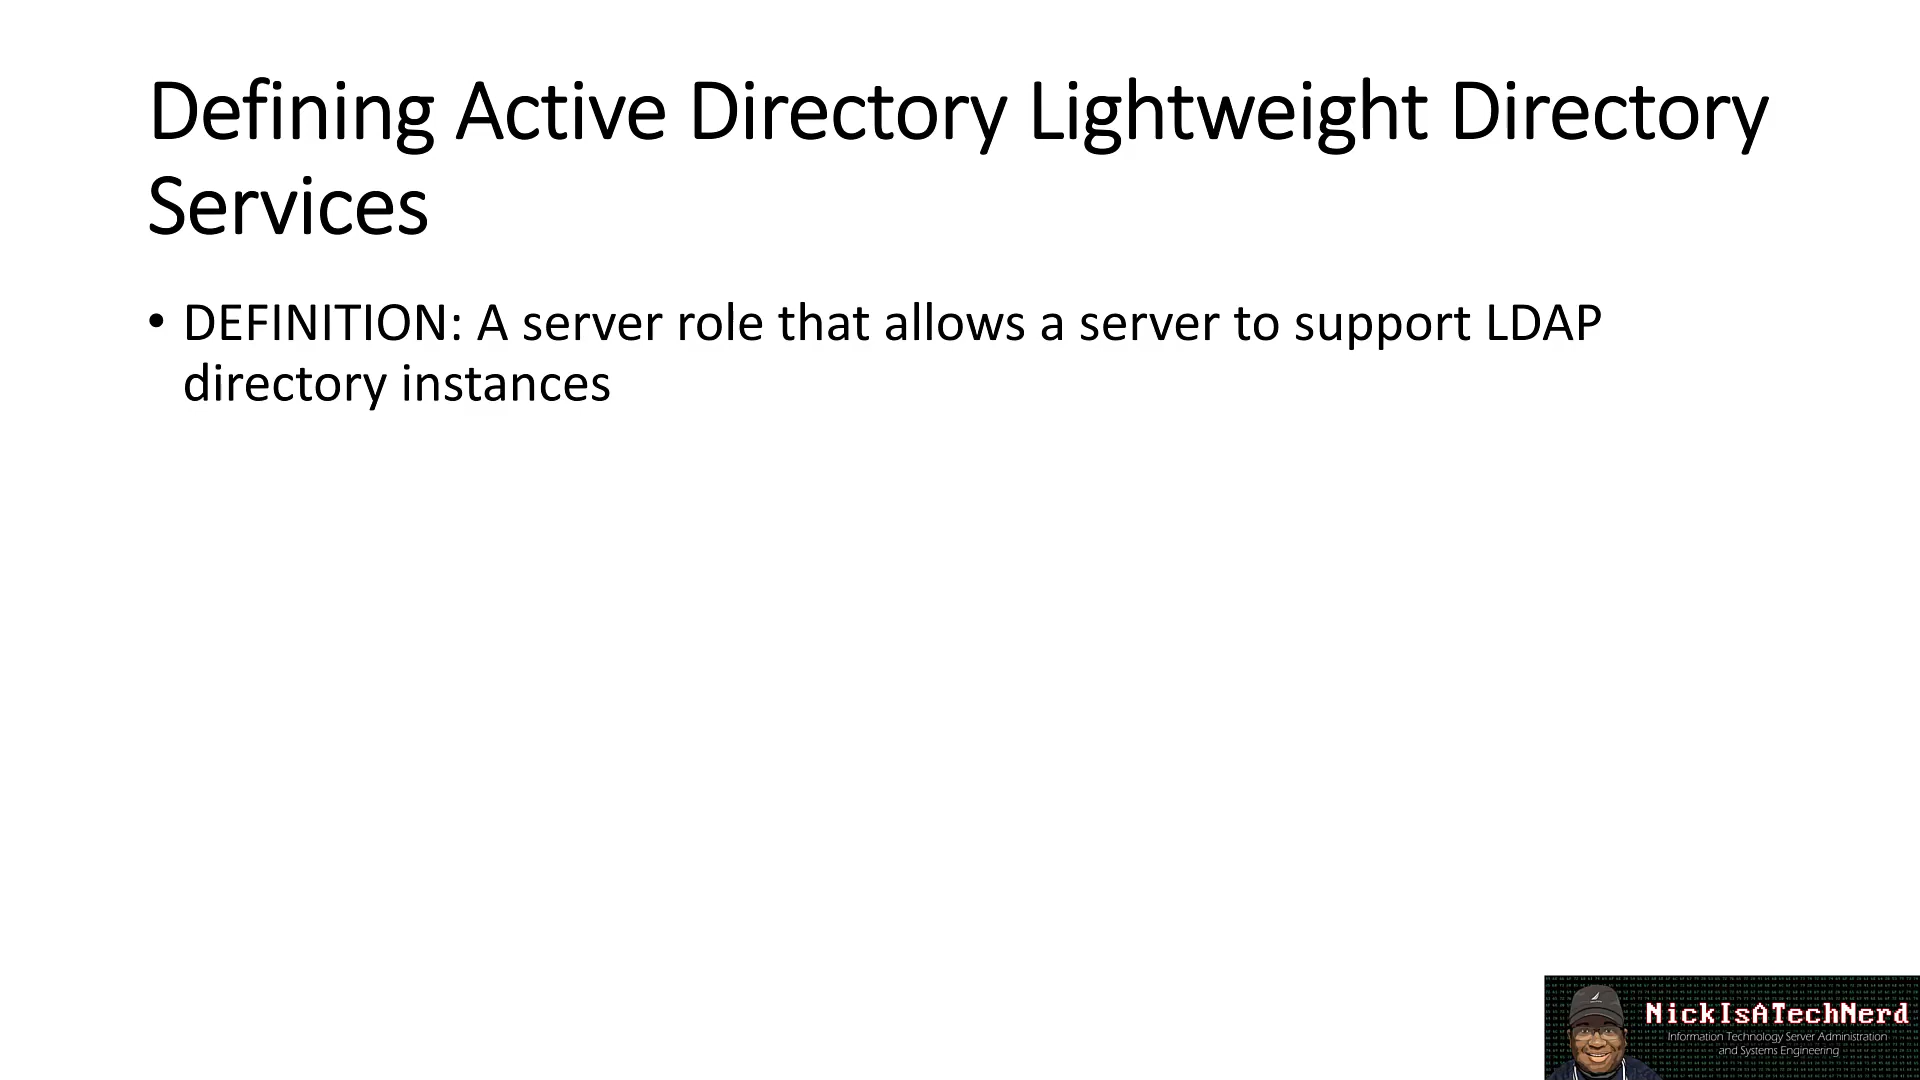 Defining Active Directory Lightweight Directory
Services
• DEFINITION: A server role that allows a server to support LDAP
directory instances
NickIsATechNerd
Information Technology Server Administration
and Systems Engineering